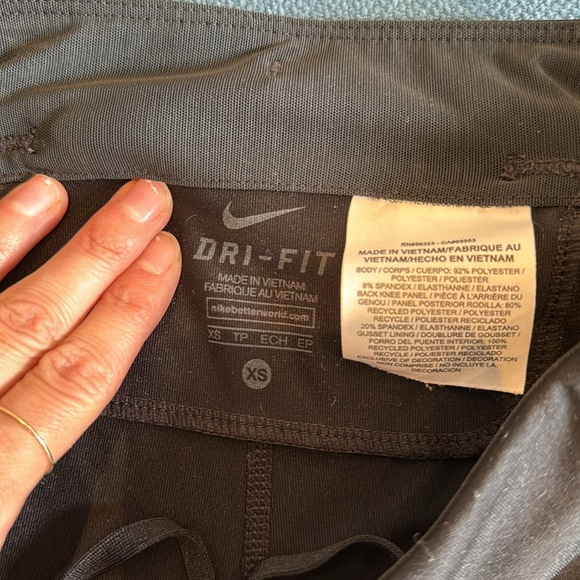 DRI-FIT
MADE IN VIETNAM
FABRIQUE AU VIETNAM
nikebetterworld.com
XS TP ECH EP
XS
MADE IN VIETNAM/FABRIQUE AU
VIETNAM/HECHO EN VIETNAM
BODY / CORPS / CUERPO: 92% POLYESTER /
POLYESTER / POLIESTER
8% SPANDEX / ELASTHANNE / ELASTANO
BACK KNEE PANEL / PIÈCE À L'ARRIÈRE DU
GENOU / PANEL POSTERIOR RODILLA: 80%
RECYCLED POLYESTER / POLYESTER
RECYCLÉ / POLIESTER RECICLADO
20% SPANDEX / ELASTHANNE / ELASTANO
GUSSET LINING / DOUBLURE DE GOUSSET /
FORRO DEL PUENTE INTERIOR: 100%
RECYCLED POLYESTER / POLYESTER
RECYCLÉ / POLIESTER RECICLADO
EXCLUSIVE OF DECORATION / DECORATION
NON COMPRISE / NO INCLUYE LA
DECORACIÓN